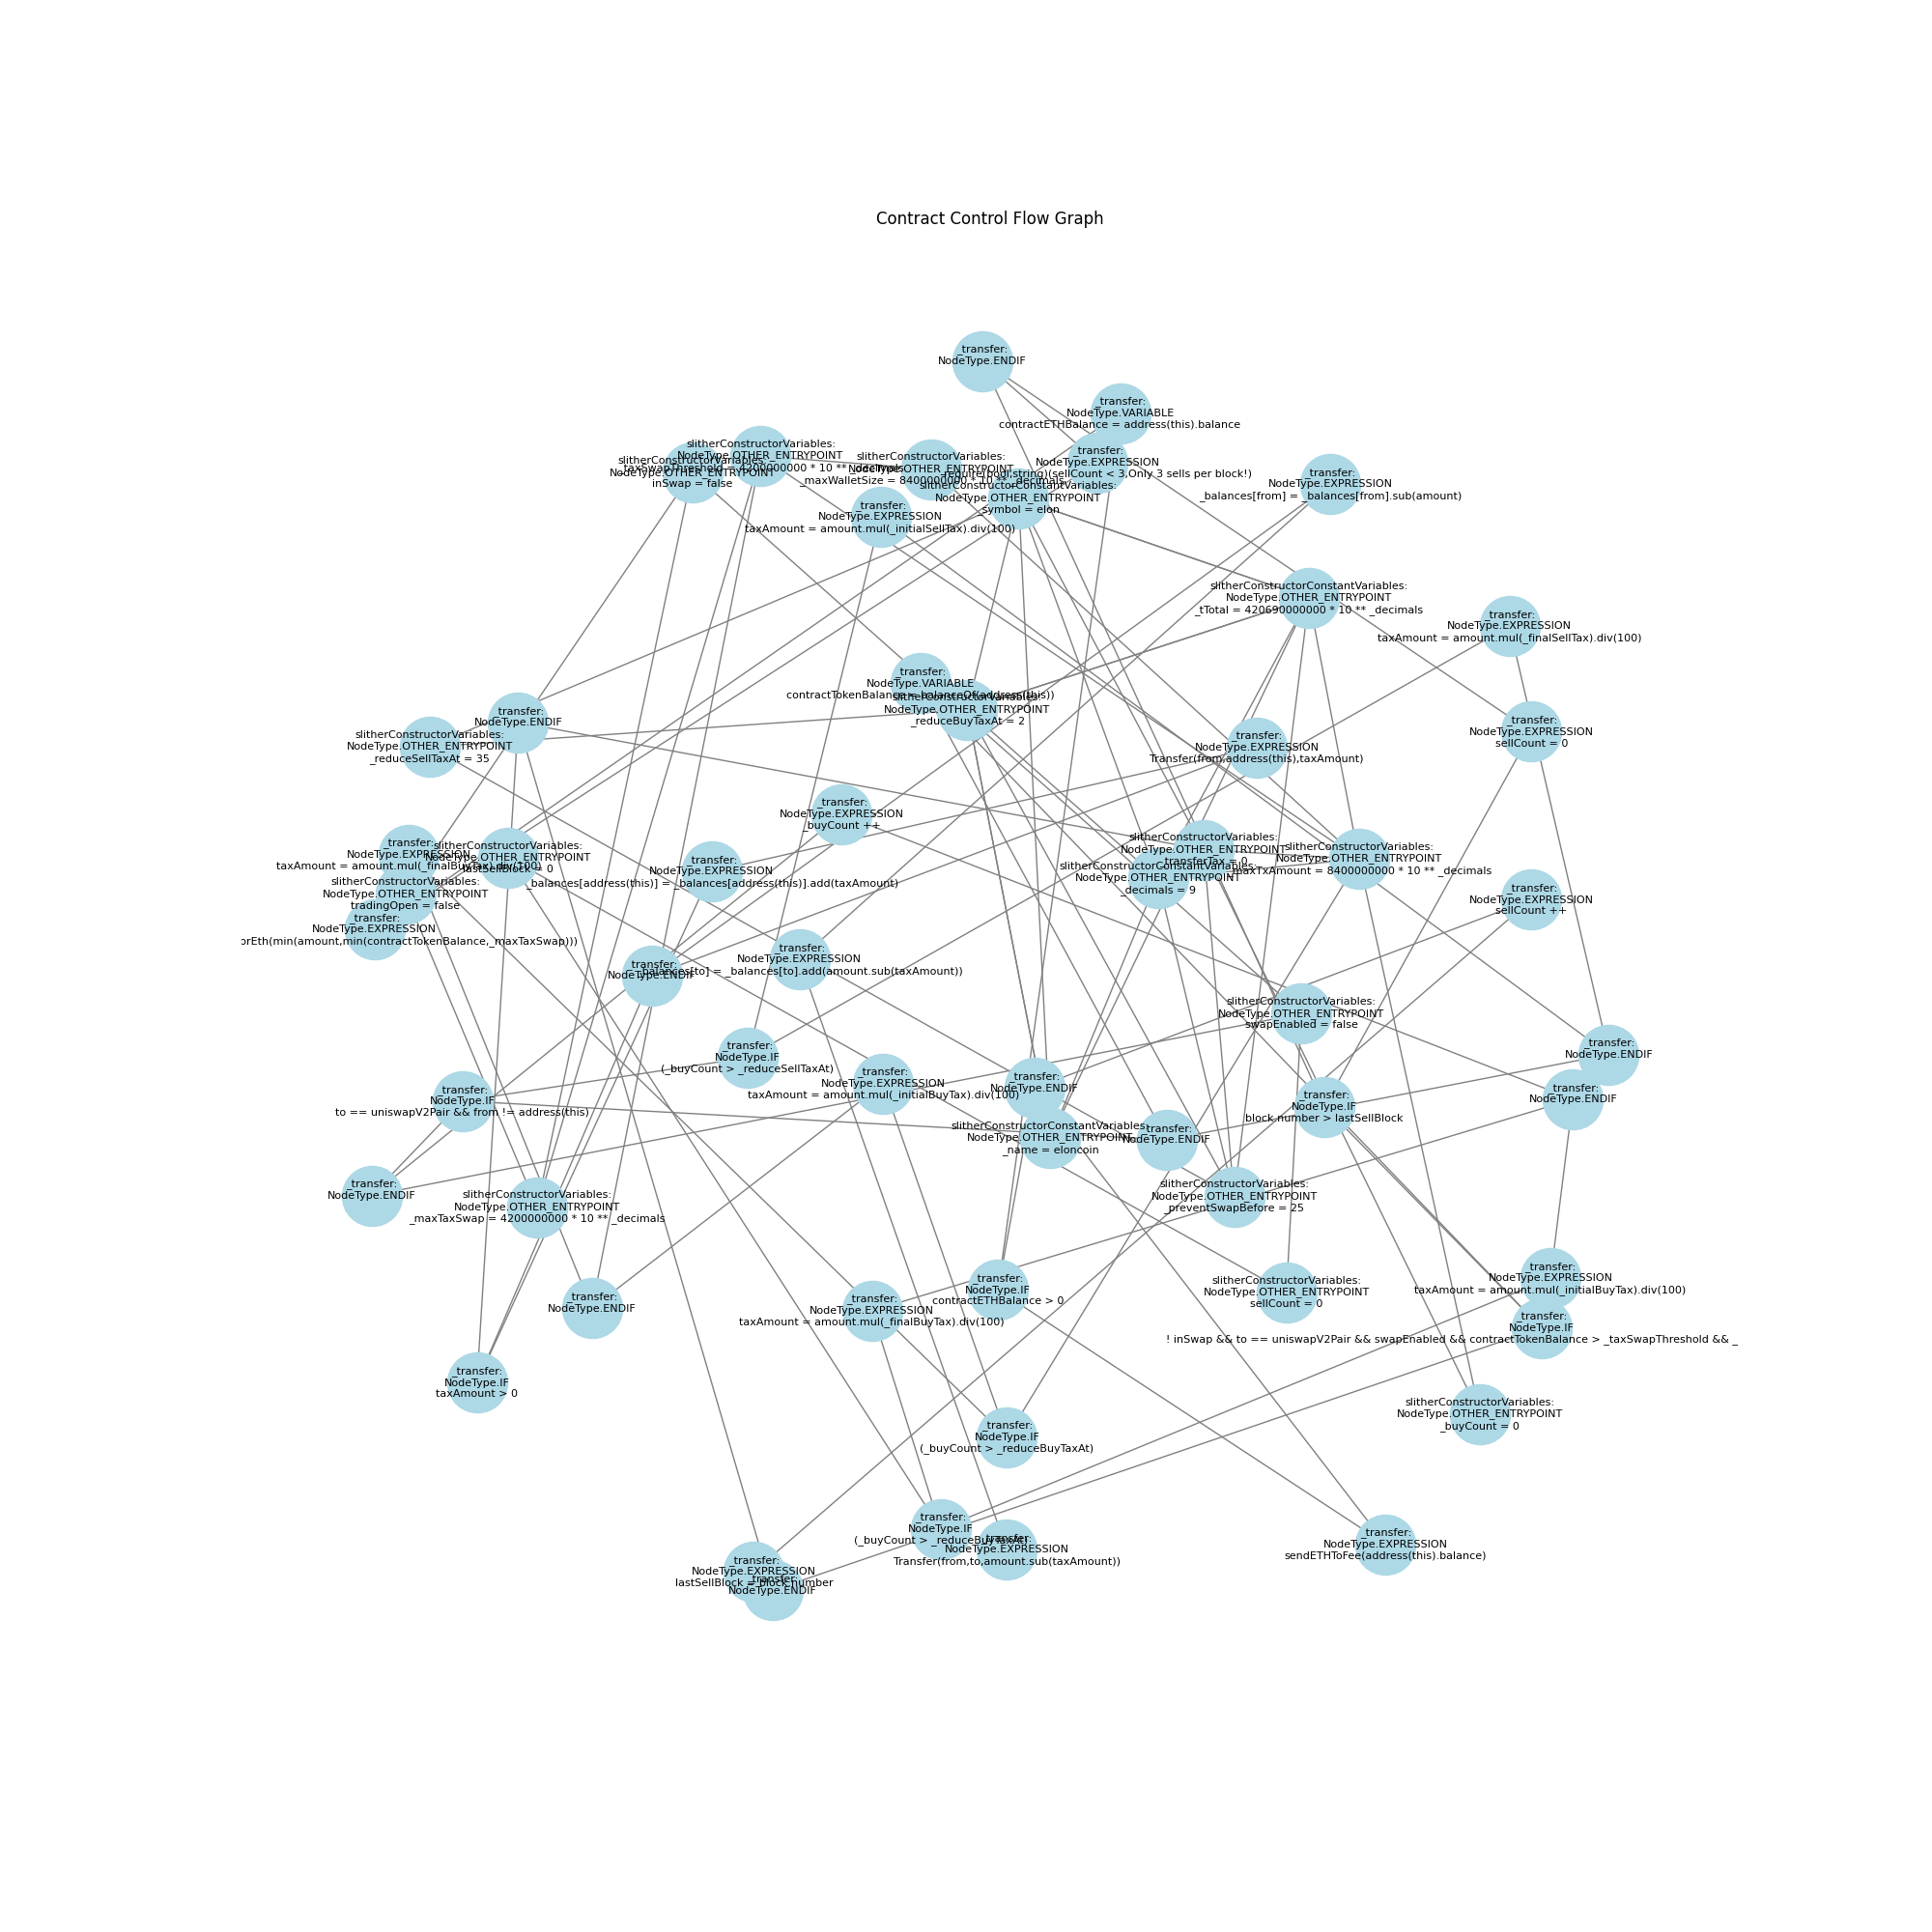 Contract Control Flow Graph
_transfer:
NodeType.ENDIF
_transfer:
NodeType.VARIABLE
contractETHBalance = address(this).balance
slitherConstructorVariables:
NodeType.OTHER_ENTRYPOINT
_taxSwapThreshold = 4200000000 * 10 ** _decimals
slitherConstructorVariables:
NodeType.OTHER_ENTRYPOINT
inSwap = false
slitherConstructorVariables:
NodeType.OTHER_ENTRYPOINT
_maxWalletSize = 8400000000 * 10 ** _decimals
_transfer:
NodeType.EXPRESSION
require(bool,string)(sellCount < 3,Only 3 sells per block!)
_transfer:
NodeType.EXPRESSION
_balances[from] = _balances[from].sub(amount)
slitherConstructorConstantVariables:
NodeType.OTHER_ENTRYPOINT
_symbol = elon
_transfer:
NodeType.EXPRESSION
taxAmount = amount.mul(_initialSellTax).div(100)
slitherConstructorConstantVariables:
NodeType.OTHER_ENTRYPOINT
_tTotal = 420690000000 * 10 ** _decimals
_transfer:
NodeType.EXPRESSION
taxAmount = amount.mul(_finalSellTax).div(100)
_transfer:
NodeType.VARIABLE
contractTokenBalance = balanceOf(address(this))
slitherConstructorVariables:
NodeType.OTHER_ENTRYPOINT
_reduceBuyTaxAt = 2
_transfer:
NodeType.ENDIF
slitherConstructorVariables:
NodeType.OTHER_ENTRYPOINT
_reduceSellTaxAt = 35
_transfer:
NodeType.EXPRESSION
sellCount = 0
_transfer:
NodeType.EXPRESSION
Transfer(from,address(this),taxAmount)
_transfer:
NodeType.EXPRESSION
_buyCount ++
_transfer:
NodeType.EXPRESSION
taxAmount = amount.mul(_finalBuyTax).div(100)
slitherConstructorVariables:
NodeType.OTHER_ENTRYPOINT
lastSellBlock = 0
_transfer:
NodeType.EXPRESSION
_balances[address(this)] = _balances[address(this)].add(taxAmount)
slitherConstructorVariables:
NodeType.OTHER_ENTRYPOINT
_transferTax = 0
slitherConstructorVariables:
NodeType.OTHER_ENTRYPOINT
_maxTxAmount = 8400000000 * 10 ** _decimals
slitherConstructorConstantVariables:
NodeType.OTHER_ENTRYPOINT
_decimals = 9
slitherConstructorVariables:
NodeType.OTHER_ENTRYPOINT
tradingOpen = false
_transfer:
NodeType.EXPRESSION
sellCount ++
_transfer:
NodeType.EXPRESSION
orEth(min(amount,min(contractTokenBalance,_maxTaxSwap)))
_transfer:
NodeType.ENDIF
_transfer:
NodeType.EXPRESSION
_balances[to] = _balances[to].add(amount.sub(taxAmount))
slitherConstructorVariables:
NodeType.OTHER_ENTRYPOINT
swapEnabled = false
_transfer:
NodeType.IF
(_buyCount > _reduceSellTaxAt)
_transfer:
NodeType.EXPRESSION
taxAmount = amount.mul(_initialBuyTax).div(100)
_transfer:
NodeType.ENDIF
_transfer:
NodeType.ENDIF
_transfer:
NodeType.ENDIF
_transfer:
NodeType.IF
to == uniswapV2Pair && from != address(this)
_transfer:
NodeType.IF
block.number > lastSellBlock
slitherConstructorConstantVariables:
NodeType.OTHER_ENTRYPOINT
_name = eloncoin
_transfer:
NodeType.ENDIF
_transfer:
NodeType.ENDIF
slitherConstructorVariables:
NodeType.OTHER_ENTRYPOINT
_maxTaxSwap = 4200000000 * 10 ** _decimals
slitherConstructorVariables:
NodeType.OTHER_ENTRYPOINT
_preventSwapBefore = 25
_transfer:
NodeType.ENDIF
_transfer:
NodeType.EXPRESSION
taxAmount = amount.mul(_finalBuyTax).div(100)
_transfer:
NodeType.IF
contractETHBalance > 0
slitherConstructorVariables:
NodeType.OTHER_ENTRYPOINT
sellCount = 0
_transfer:
NodeType.EXPRESSION
taxAmount = amount.mul(_initialBuyTax).div(100)
_transfer:
NodeType.IF
! inSwap && to == uniswapV2Pair && swapEnabled && contractTokenBalance > _taxSwapThreshold && _
_transfer:
NodeType.IF
taxAmount > 0
slitherConstructorVariables:
NodeType.OTHER_ENTRYPOINT
_buyCount = 0
_transfer:
NodeType.IF
(_buyCount > _reduceBuyTaxAt)
_transfer:
NodeType.IF
(_buyCount > _reduceBuyTaxAt)
_transfer:
NodeType.EXPRESSION
Transfer(from,to,amount.sub(taxAmount))
_transfer:
NodeType.EXPRESSION
sendETHToFee(address(this).balance)
_transfer:
NodeType.EXPRESSION
lastSellBlock = block.number
_transfer:
NodeType.ENDIF